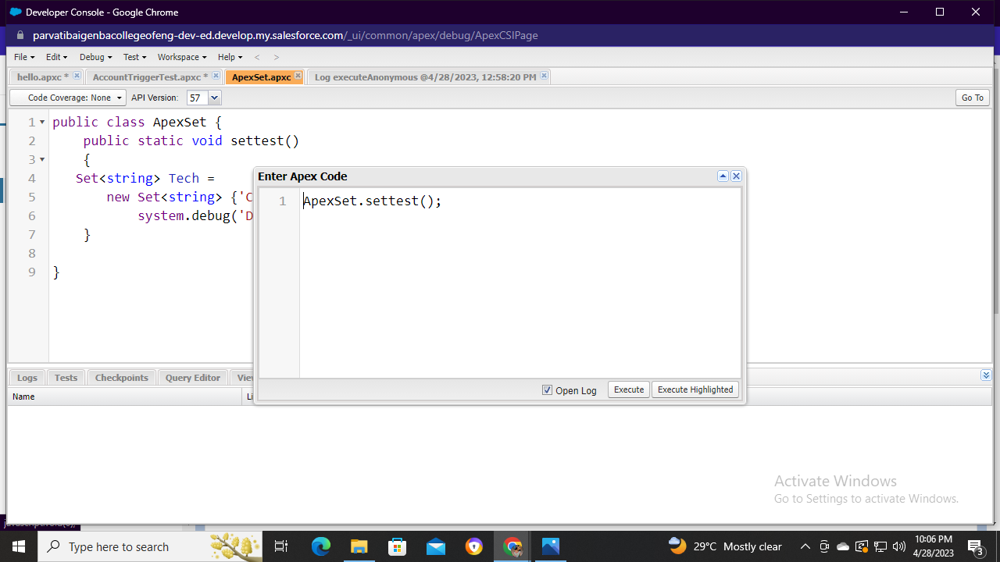 Developer Console - Google Chrome
parvatibaigenbacollegeofeng-dev-ed.develop.my.salesforce.com/_ui/common/apex/debug/ApexCSIPage
File Edit Debug Test Workspace Help < >
hello.apxc * AccountTriggerTest.apxc * ApexSet.apxc Log executeAnonymous @4/28/2023, 12:58:20 PM
Code Coverage: None API Version: 57 Go To
1 public class ApexSet {
2 public static void settest()
3 {
4 Set<string> Tech =
5 new Set<string> {'C
6 system.debug('D
7 }
8
9 }
Enter Apex Code
1 ApexSet.settest();
Open Log Execute Execute Highlighted
Logs Tests Checkpoints Query Editor
Name
Activate Windows
Go to Settings to activate Windows.
Type here to search
29°C Mostly clear
10:06 PM
4/28/2023
3